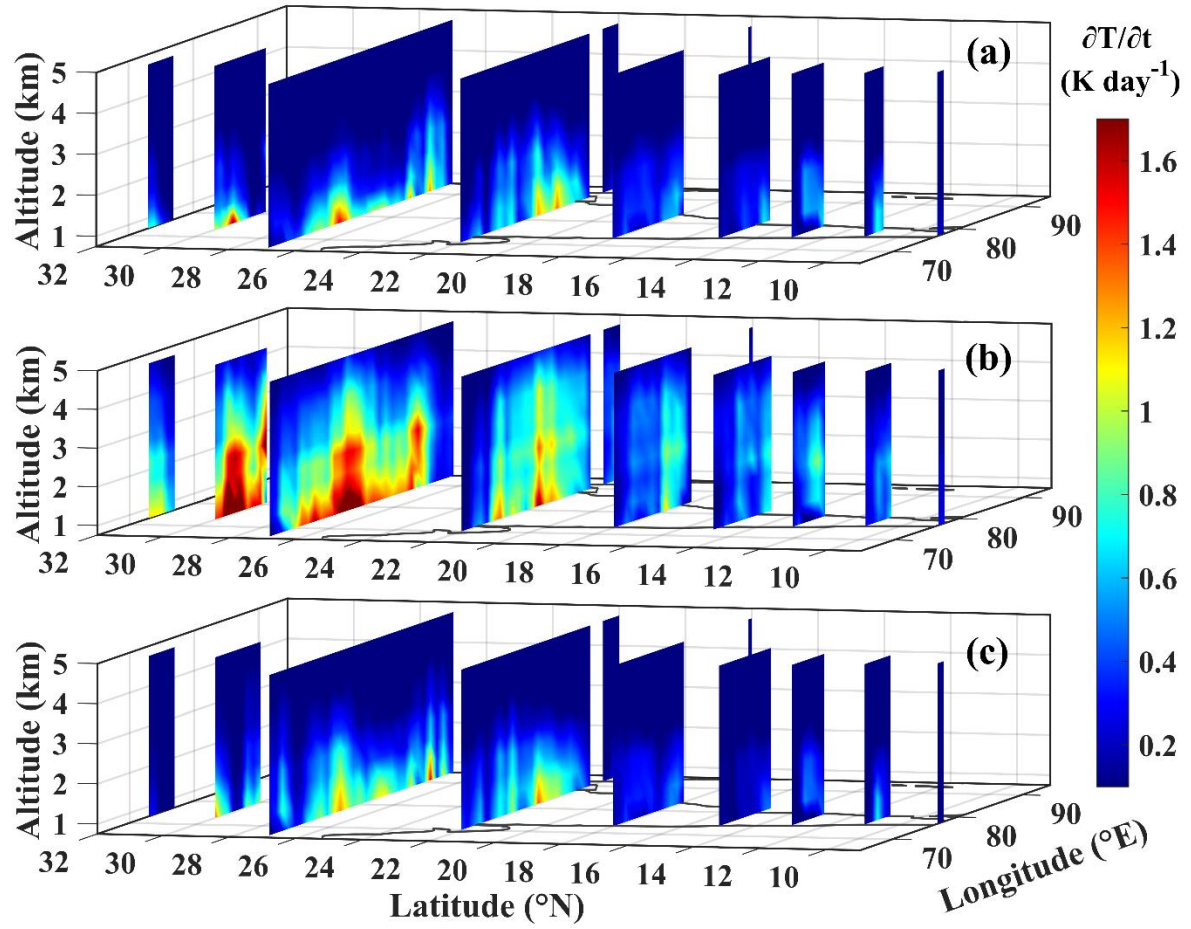 ∂T/∂t
(K day⁻¹)
(a)
Altitude (km)
5
4
3
2
1
32 30 28 26 24 22 20 18 16 14 12 10
70 80 90
1.6
1.4
1.2
1
0.8
0.6
0.4
0.2
(b)
Altitude (km)
5
4
3
2
1
32 30 28 26 24 22 20 18 16 14 12 10
70 80 90
(c)
Altitude (km)
5
4
3
2
1
32 30 28 26 24 22 20 18 16 14 12 10
70 80 90
Latitude (°N)
Longitude (°E)